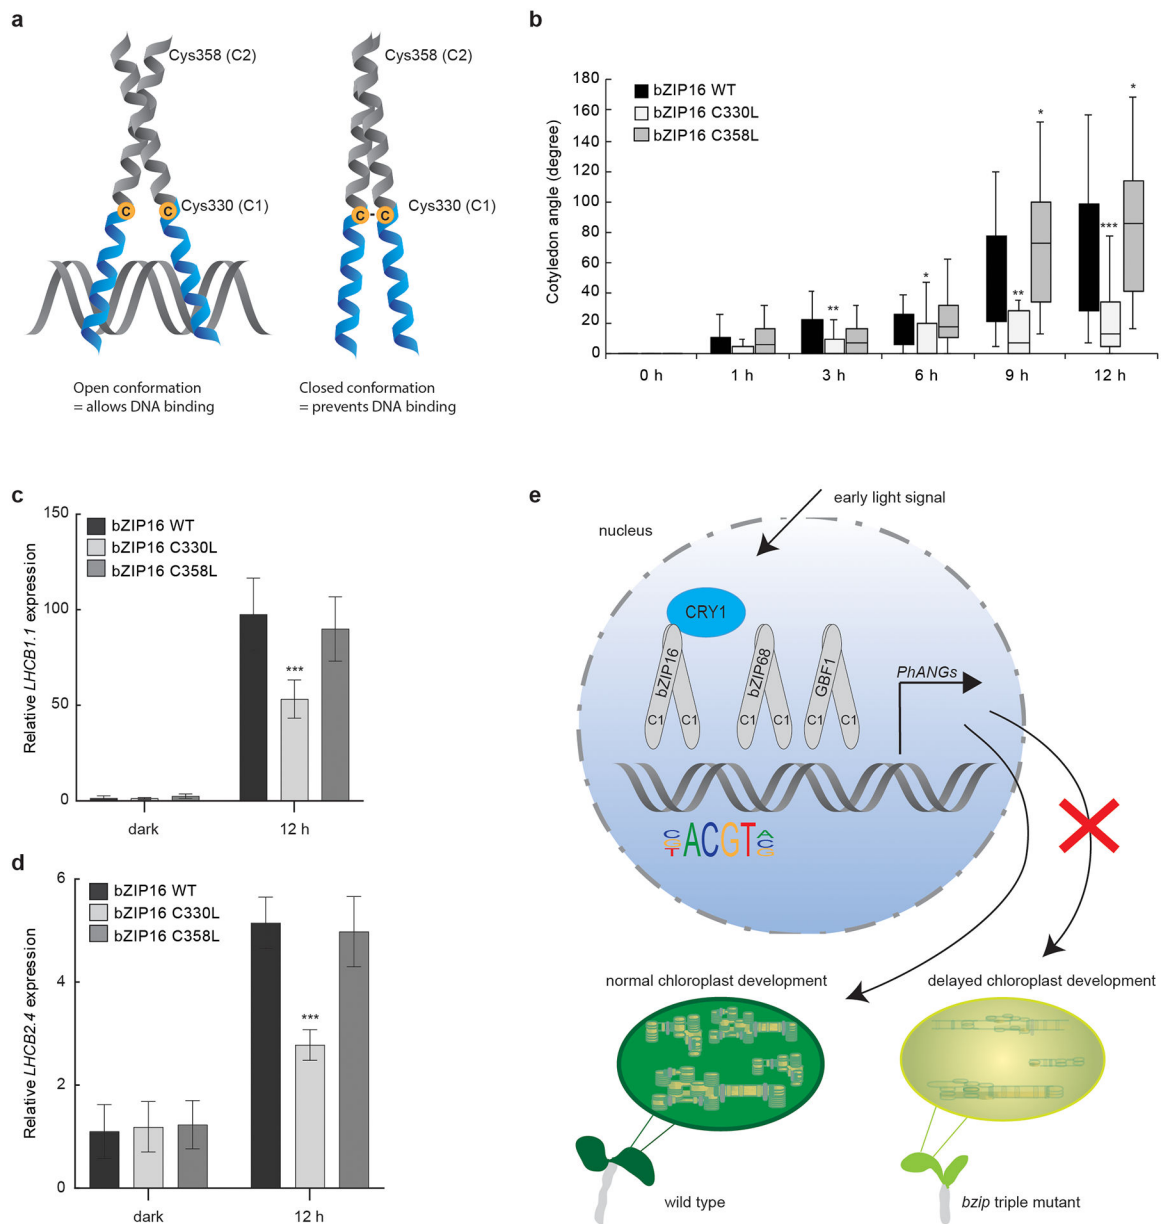 a
Cys358 (C2)
Cys358 (C2)
Cys330 (C1)
Cys330 (C1)
C
C
C - C
Open conformation
= allows DNA binding
Closed conformation
= prevents DNA binding
b
Cotyledon angle (degree)
180
160
140
120
100
80
60
40
20
0
bZIP16 WT
bZIP16 C330L
bZIP16 C358L
**
*
**
*
***
*
0 h
1 h
3 h
6 h
9 h
12 h
c
Relative LHCB1.1 expression
150
100
50
0
bZIP16 WT
bZIP16 C330L
bZIP16 C358L
***
dark
12 h
d
Relative LHCB2.4 expression
6
4
2
0
bZIP16 WT
bZIP16 C330L
bZIP16 C358L
***
dark
12 h
e
early light signal
nucleus
CRY1
bZIP16
bZIP68
GBF1
C1
C1
C1
C1
C1
C1
PhANGs
ACGT
normal chloroplast development
delayed chloroplast development
wild type
bzip triple mutant